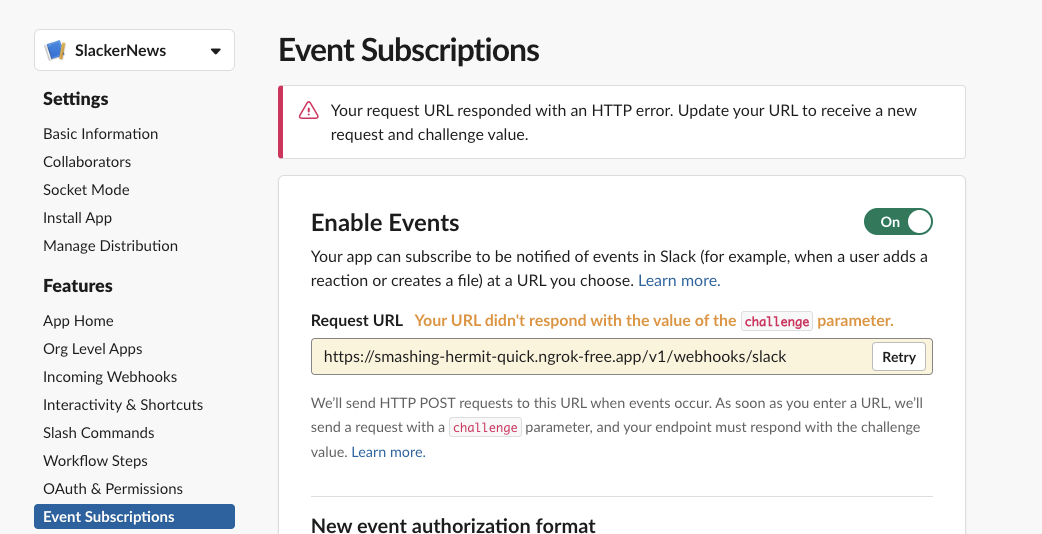 SlackerNews
Settings
Basic Information
Collaborators
Socket Mode
Install App
Manage Distribution
Features
App Home
Org Level Apps
Incoming Webhooks
Interactivity & Shortcuts
Slash Commands
Workflow Steps
OAuth & Permissions
Event Subscriptions
Event Subscriptions
Your request URL responded with an HTTP error. Update your URL to receive a new
request and challenge value.
Enable Events
On
Your app can subscribe to be notified of events in Slack (for example, when a user adds a
reaction or creates a file) at a URL you choose. Learn more.
Request URL Your URL didn't respond with the value of the challenge parameter.
https://smashing-hermit-quick.ngrok-free.app/v1/webhooks/slack Retry
We'll send HTTP POST requests to this URL when events occur. As soon as you enter a URL, we'll
send a request with a challenge parameter, and your endpoint must respond with the challenge
value. Learn more.
New event authorization format